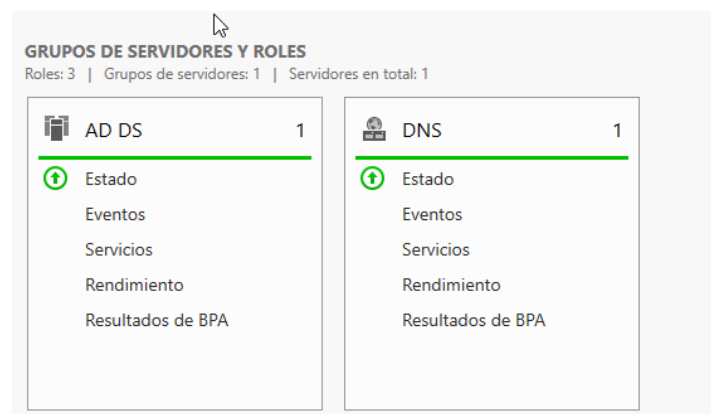 GRUPOS DE SERVIDORES Y ROLES
Roles: 3 | Grupos de servidores: 1 | Servidores en total: 1
AD DS 1
Estado
Eventos
Servicios
Rendimiento
Resultados de BPA
DNS 1
Estado
Eventos
Servicios
Rendimiento
Resultados de BPA